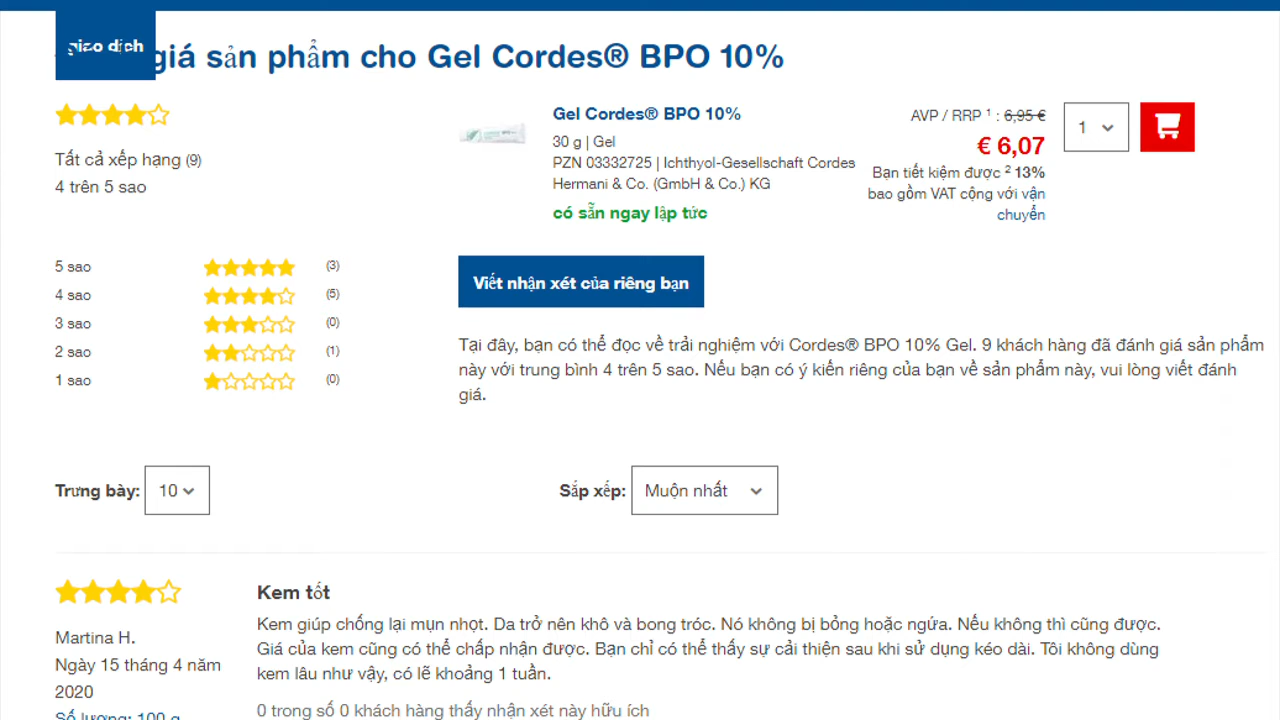 giao dịch
giá sản phẩm cho Gel Cordes® BPO 10%
Tất cả xếp hạng (9)
4 trên 5 sao
Gel Cordes® BPO 10%
30 g | Gel
PZN 03332725 | Ichthyol-Gesellschaft Cordes
Hermani & Co. (GmbH & Co.) KG
có sẵn ngay lập tức
AVP / RRP ¹ : 6,95 €
€ 6,07
Bạn tiết kiệm được ² 13%
bao gồm VAT cộng với vận
chuyển
1
5 sao (3)
4 sao (5)
3 sao (0)
2 sao (1)
1 sao (0)
Viết nhận xét của riêng bạn
Tại đây, bạn có thể đọc về trải nghiệm với Cordes® BPO 10% Gel. 9 khách hàng đã đánh giá sản phẩm
này với trung bình 4 trên 5 sao. Nếu bạn có ý kiến riêng của bạn về sản phẩm này, vui lòng viết đánh
giá.
Trưng bày: 10
Sắp xếp: Muộn nhất
Martina H.
Ngày 15 tháng 4 năm
2020
Số lượng: 100 g
Kem tốt
Kem giúp chống lại mụn nhọt. Da trở nên khô và bong tróc. Nó không bị bỏng hoặc ngứa. Nếu không thì cũng được.
Giá của kem cũng có thể chấp nhận được. Bạn chỉ có thể thấy sự cải thiện sau khi sử dụng kéo dài. Tôi không dùng
kem lâu như vậy, có lẽ khoảng 1 tuần.
0 trong số 0 khách hàng thấy nhận xét này hữu ích